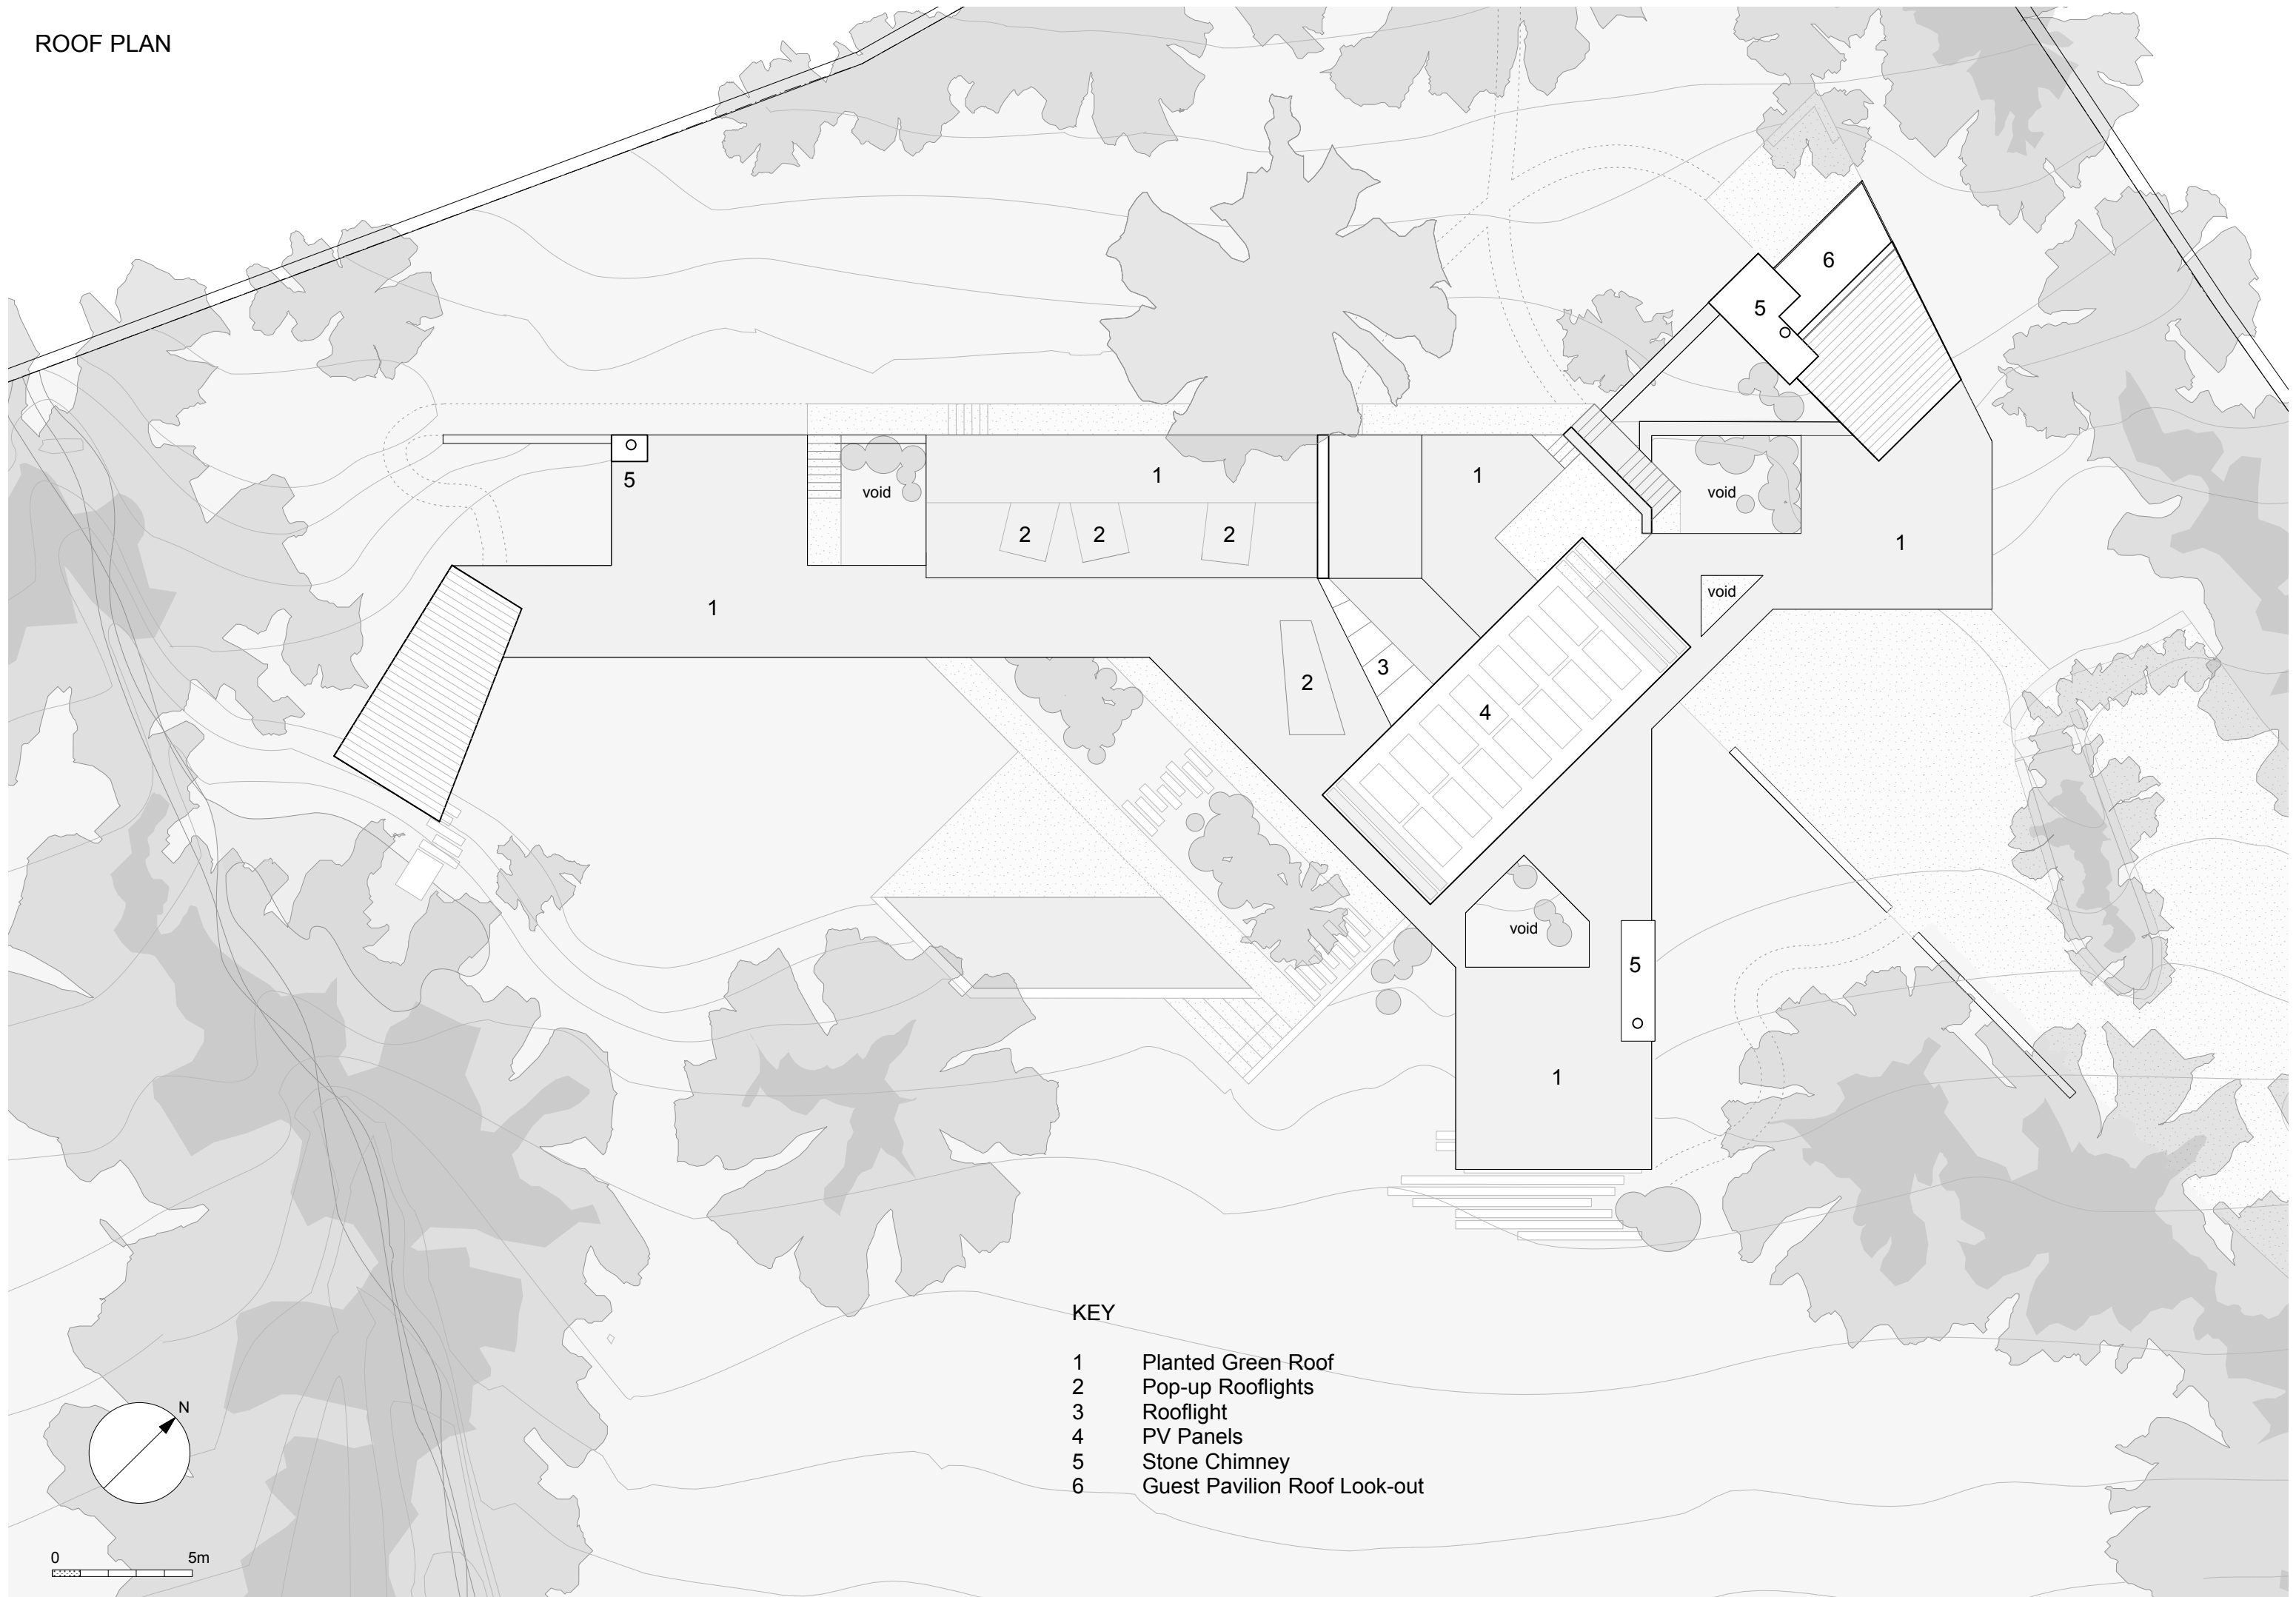 ROOF PLAN
6
5
5
1
1
void
void
2
2
2
1
void
1
2
3
4
void
5
1
KEY
1 Planted Green Roof
2 Pop-up Rooflights
3 Rooflight
4 PV Panels
5 Stone Chimney
6 Guest Pavilion Roof Look-out
N
0 5m